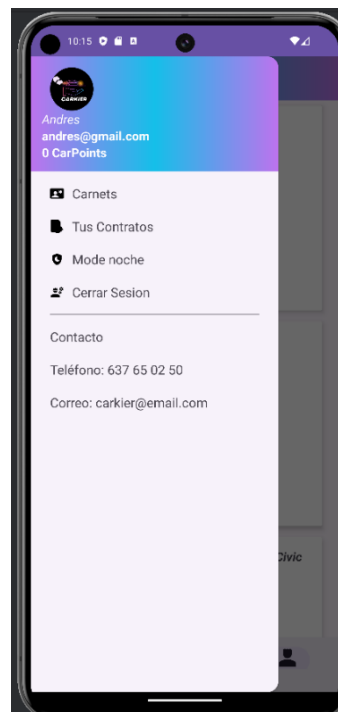 10:15
CARKIER
Andres
andres@gmail.com
0 CarPoints
Carnets
Tus Contratos
Mode noche
Cerrar Sesion
Contacto
Teléfono: 637 65 02 50
Correo: carkier@email.com
Civic